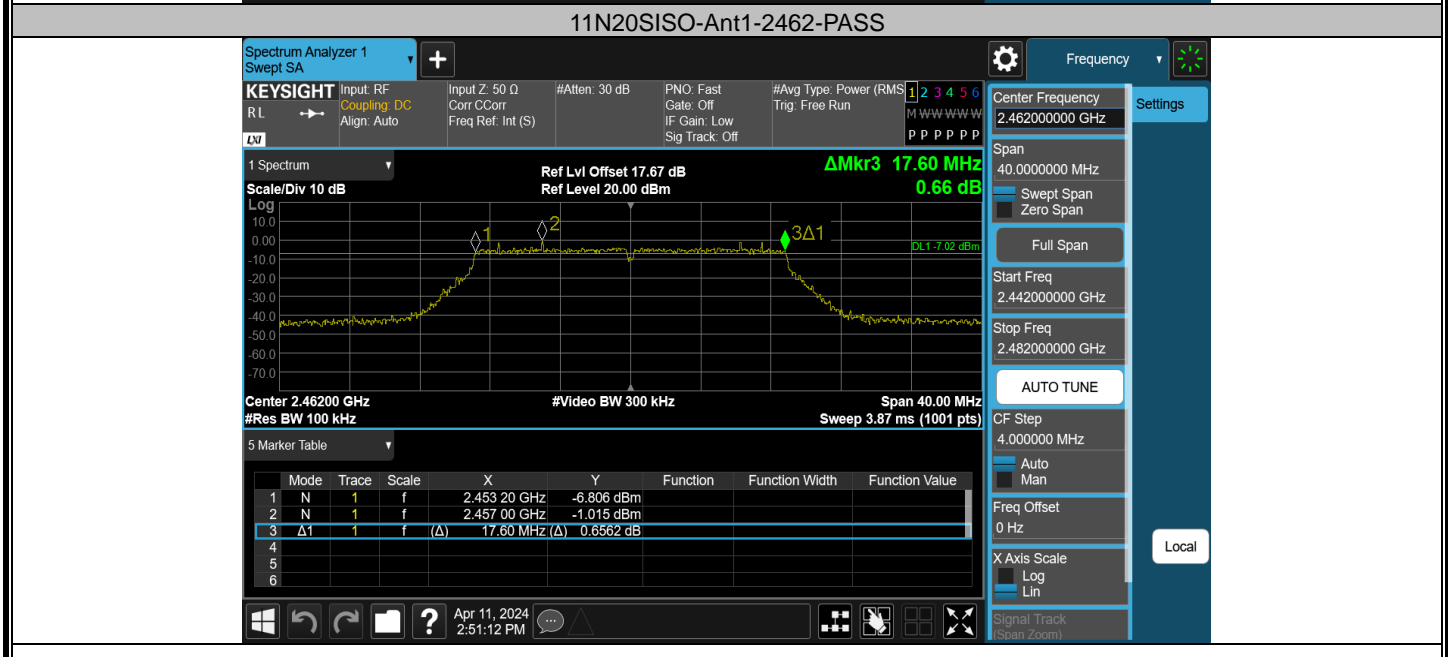 11N20SISO-Ant1-2462-PASS
Spectrum Analyzer 1
Swept SA
Frequency
KEYSIGHT
RL
LXI
Input: RF
Coupling: DC
Align: Auto
Input Z: 50 Ω
Corr CCorr
Freq Ref: Int (S)
#Atten: 30 dB
PNO: Fast
Gate: Off
IF Gain: Low
Sig Track: Off
#Avg Type: Power (RMS
Trig: Free Run
1 2 3 4 5 6
M W W W W W
P P P P P P
1 Spectrum
Scale/Div 10 dB
Ref Lvl Offset 17.67 dB
Ref Level 20.00 dBm
ΔMkr3 17.60 MHz
0.66 dB
Log
10.0
0.00
-10.0
-20.0
-30.0
-40.0
-50.0
-60.0
-70.0
1
2
3Δ1
DL1 -7.02 dBm
Center 2.46200 GHz
#Video BW 300 kHz
Span 40.00 MHz
#Res BW 100 kHz
Sweep 3.87 ms (1001 pts)
5 Marker Table
Mode Trace Scale X Y Function Function Width Function Value
1 N 1 f 2.453 20 GHz -6.806 dBm
2 N 1 f 2.457 00 GHz -1.015 dBm
3 Δ1 1 f (Δ) 17.60 MHz (Δ) 0.6562 dB
4
5
6
Apr 11, 2024
2:51:12 PM
Center Frequency
2.462000000 GHz
Settings
Span
40.0000000 MHz
Swept Span
Zero Span
Full Span
Start Freq
2.442000000 GHz
Stop Freq
2.482000000 GHz
AUTO TUNE
CF Step
4.000000 MHz
Auto
Man
Freq Offset
0 Hz
X Axis Scale
Log
Lin
Local
Signal Track
(Span Zoom)